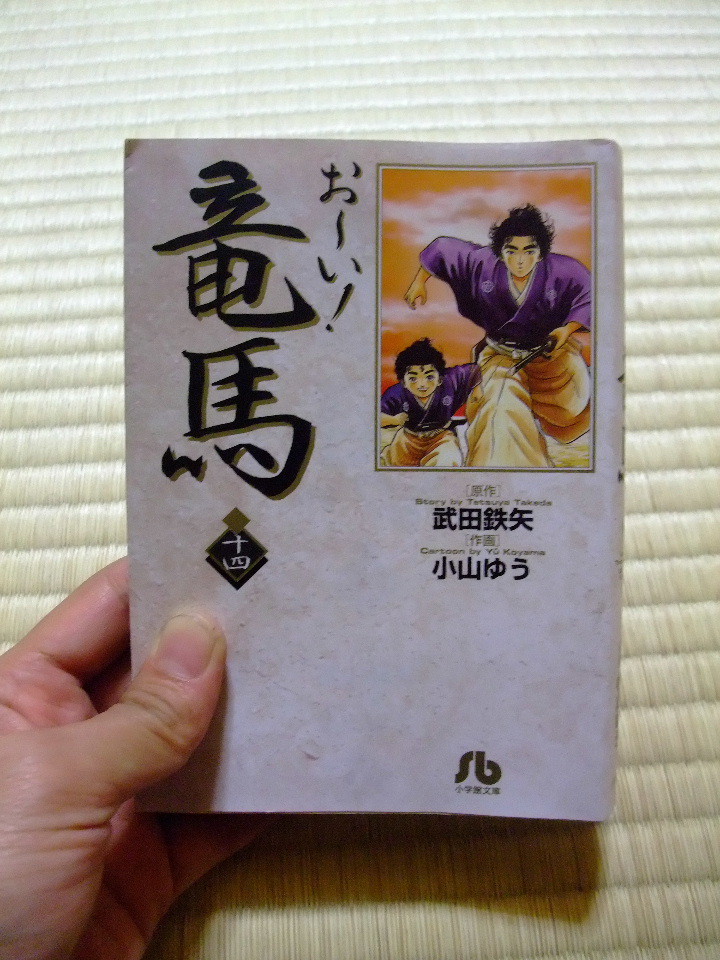 お〜い!
竜馬
十四
[原作]
Story by Tetsuya Takeda
武田鉄矢
[作画]
Cartoon by Yū Koyama
小山ゆう
Sb
小学館文庫